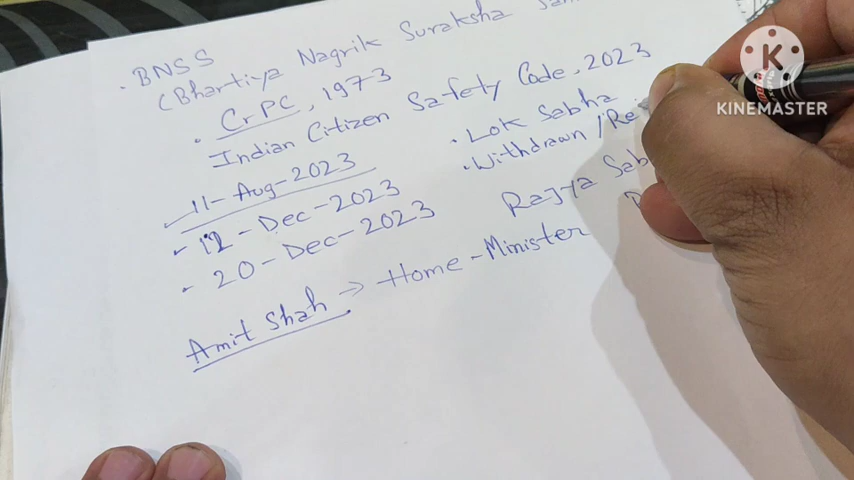 . BNSS
(Bhartiya Nagrik Suraksha
. CrPC, 1973
Indian Citizen Safety Code, 2023
11-Aug-2023
. Lok Sabha
- 12-Dec-2023
. Withdrawn / Re
. 20-Dec-2023
Rajya Sab
Amit Shah → Home-Minister
KINEMASTER